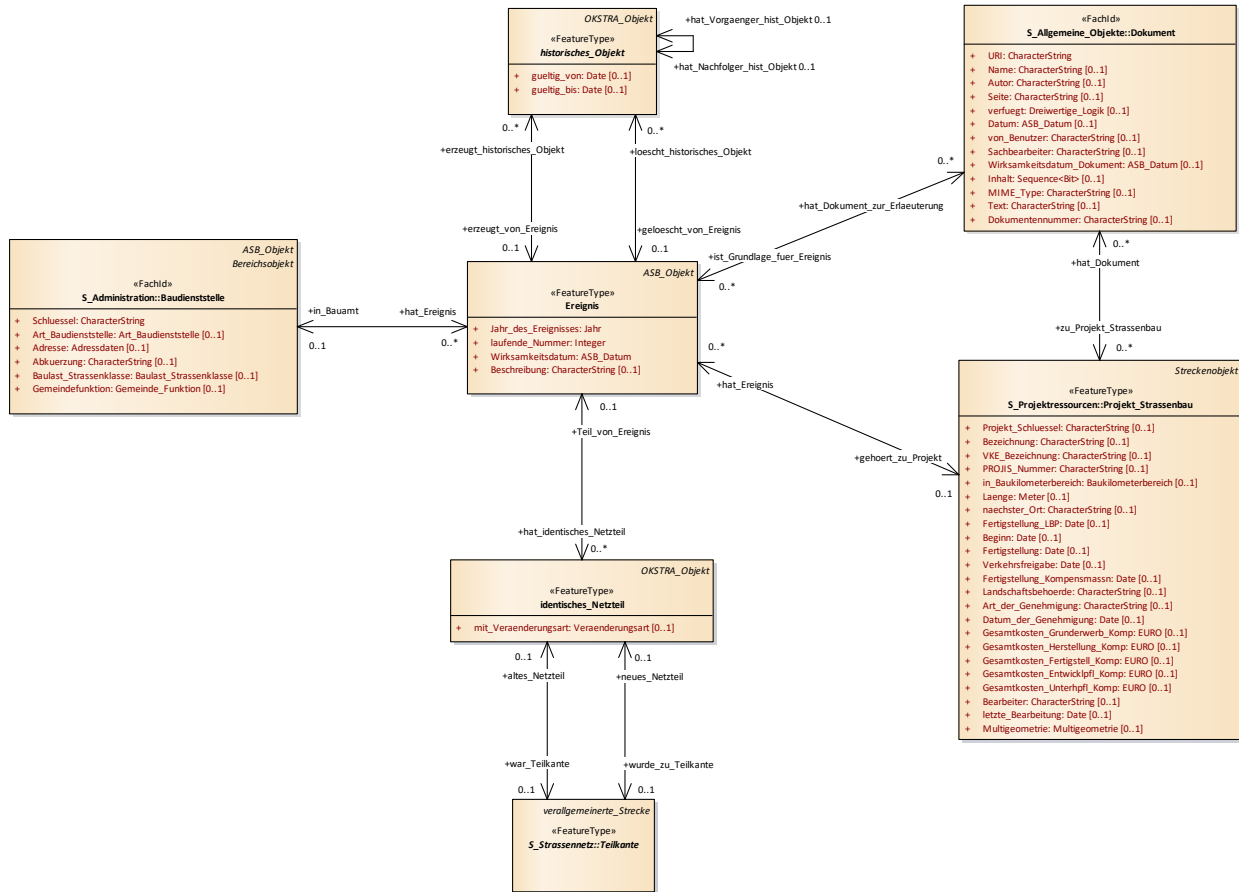 OKSTRA_Objekt
«FeatureType»
historisches_Objekt
+ gueltig_von: Date [0..1]
+ gueltig_bis: Date [0..1]
+hat_Vorgaenger_hist_Objekt 0..1
+hat_Nachfolger_hist_Objekt 0..1
«FachId»
S_Allgemeine_Objekte::Dokument
+ URI: CharacterString
+ Name: CharacterString [0..1]
+ Autor: CharacterString [0..1]
+ Seite: CharacterString [0..1]
+ verfuegt: Dreiwertige_Logik [0..1]
+ Datum: ASB_Datum [0..1]
+ von_Benutzer: CharacterString [0..1]
+ Sachbearbeiter: CharacterString [0..1]
+ Wirksamkeitsdatum_Dokument: ASB_Datum [0..1]
+ Inhalt: Sequence<Bit> [0..1]
+ MIME_Type: CharacterString [0..1]
+ Text: CharacterString [0..1]
+ Dokumentennummer: CharacterString [0..1]
0..*
+erzeugt_historisches_Objekt
+erzeugt_von_Ereignis
0..1
0..*
+loescht_historisches_Objekt
+geloescht_von_Ereignis
0..1
0..*
+hat_Dokument_zur_Erlaeuterung
+ist_Grundlage_fuer_Ereignis
0..*
0..*
+hat_Dokument
+zu_Projekt_Strassenbau
0..*
ASB_Objekt
Bereichsobjekt
«FachId»
S_Administration::Baudienststelle
+ Schluessel: CharacterString
+ Art_Baudienststelle: Art_Baudienststelle [0..1]
+ Adresse: Adressdaten [0..1]
+ Abkuerzung: CharacterString [0..1]
+ Baulast_Strassenklasse: Baulast_Strassenklasse [0..1]
+ Gemeindefunktion: Gemeinde_Funktion [0..1]
+in_Bauamt
0..1
+hat_Ereignis
0..*
ASB_Objekt
«FeatureType»
Ereignis
+ Jahr_des_Ereignisses: Jahr
+ laufende_Nummer: Integer
+ Wirksamkeitsdatum: ASB_Datum
+ Beschreibung: CharacterString [0..1]
0..*
+hat_Ereignis
+gehoert_zu_Projekt
0..1
Streckenobjekt
«FeatureType»
S_Projektressourcen::Projekt_Strassenbau
+ Projekt_Schluessel: CharacterString [0..1]
+ Bezeichnung: CharacterString [0..1]
+ VKE_Bezeichnung: CharacterString [0..1]
+ PROJIS_Nummer: CharacterString [0..1]
+ in_Baukilometerbereich: Baukilometerbereich [0..1]
+ Laenge: Meter [0..1]
+ naechster_Ort: CharacterString [0..1]
+ Fertigstellung_LBP: Date [0..1]
+ Beginn: Date [0..1]
+ Fertigstellung: Date [0..1]
+ Verkehrsfreigabe: Date [0..1]
+ Fertigstellung_Kompensmassn: Date [0..1]
+ Landschaftsbehoerde: CharacterString [0..1]
+ Art_der_Genehmigung: CharacterString [0..1]
+ Datum_der_Genehmigung: Date [0..1]
+ Gesamtkosten_Grunderwerb_Komp: EURO [0..1]
+ Gesamtkosten_Herstellung_Komp: EURO [0..1]
+ Gesamtkosten_Fertigstell_Komp: EURO [0..1]
+ Gesamtkosten_Entwicklpfl_Komp: EURO [0..1]
+ Gesamtkosten_Unterhpfl_Komp: EURO [0..1]
+ Bearbeiter: CharacterString [0..1]
+ letzte_Bearbeitung: Date [0..1]
+ Multigeometrie: Multigeometrie [0..1]
0..1
+Teil_von_Ereignis
+hat_identisches_Netzteil
0..*
OKSTRA_Objekt
«FeatureType»
identisches_Netzteil
+ mit_Veraenderungsart: Veraenderungsart [0..1]
0..1
+altes_Netzteil
+war_Teilkante
0..1
0..1
+neues_Netzteil
+wurde_zu_Teilkante
0..1
verallgemeinerte_Strecke
«FeatureType»
S_Strassennetz::Teilkante